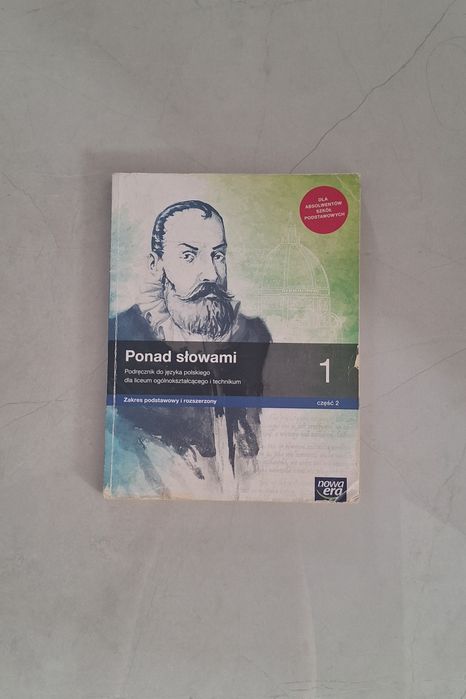 DLA
ABSOLWENTÓW
SZKÓŁ
PODSTAWOWYCH
Ponad słowami
1
Podręcznik do języka polskiego
dla liceum ogólnokształcącego i technikum
Zakres podstawowy i rozszerzony
część 2
nowa
era